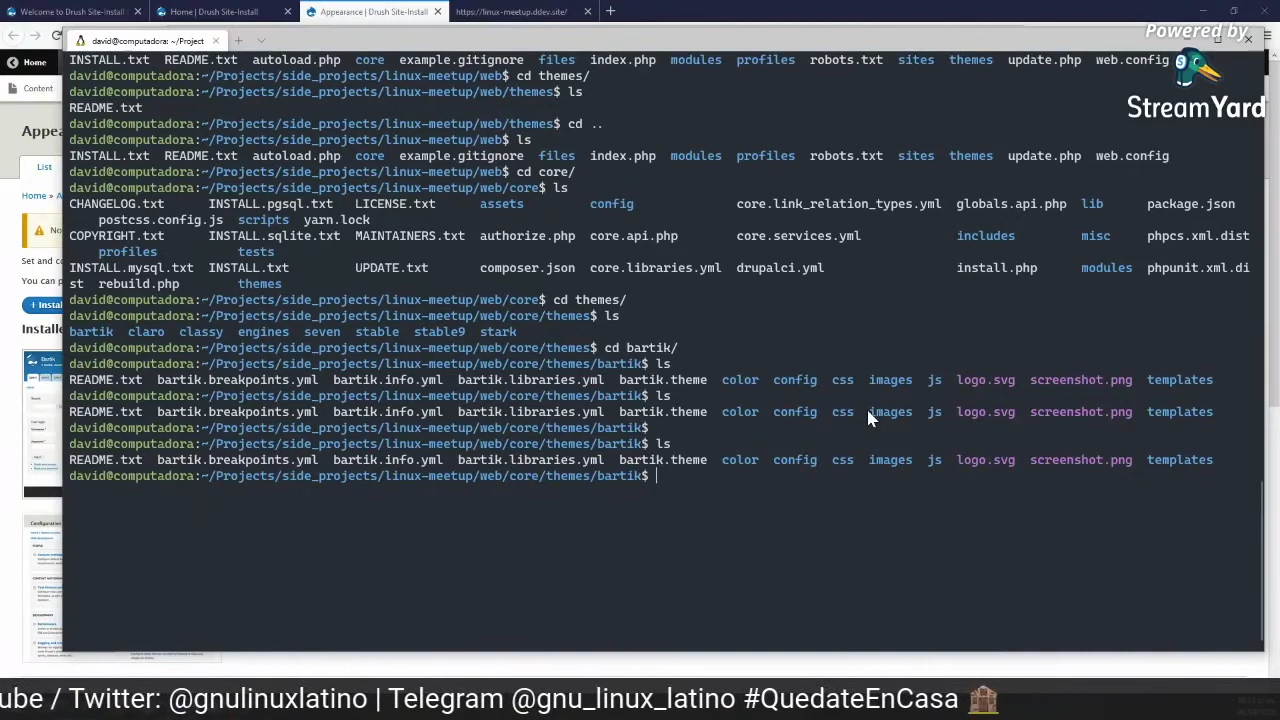 Welcome to Drush Site-Install
Home | Drush Site-Install
Appearance | Drush Site-Install
https://linux-meetup.ddev.site/
Home
david@computadora: ~/Project
Powered by
StreamYard
Content
Appea
List
Home » A
No
Set and co
You can p
+ Instal
Installe
INSTALL.txt README.txt autoload.php core example.gitignore files index.php modules profiles robots.txt sites themes update.php web.config
david@computadora:~/Projects/side_projects/linux-meetup/web$ cd themes/
david@computadora:~/Projects/side_projects/linux-meetup/web/themes$ ls
README.txt
david@computadora:~/Projects/side_projects/linux-meetup/web/themes$ cd ..
david@computadora:~/Projects/side_projects/linux-meetup/web$ ls
INSTALL.txt README.txt autoload.php core example.gitignore files index.php modules profiles robots.txt sites themes update.php web.config
david@computadora:~/Projects/side_projects/linux-meetup/web$ cd core/
david@computadora:~/Projects/side_projects/linux-meetup/web/core$ ls
CHANGELOG.txt INSTALL.pgsql.txt LICENSE.txt assets config core.link_relation_types.yml globals.api.php lib package.json
postcss.config.js scripts yarn.lock
COPYRIGHT.txt INSTALL.sqlite.txt MAINTAINERS.txt authorize.php core.api.php core.services.yml includes misc phpcs.xml.dist
profiles tests
INSTALL.mysql.txt INSTALL.txt UPDATE.txt composer.json core.libraries.yml drupalci.yml install.php modules phpunit.xml.di
st rebuild.php themes
david@computadora:~/Projects/side_projects/linux-meetup/web/core$ cd themes/
david@computadora:~/Projects/side_projects/linux-meetup/web/core/themes$ ls
bartik claro classy engines seven stable stable9 stark
david@computadora:~/Projects/side_projects/linux-meetup/web/core/themes$ cd bartik/
david@computadora:~/Projects/side_projects/linux-meetup/web/core/themes/bartik$ ls
README.txt bartik.breakpoints.yml bartik.info.yml bartik.libraries.yml bartik.theme color config css images js logo.svg screenshot.png templates
david@computadora:~/Projects/side_projects/linux-meetup/web/core/themes/bartik$ ls
README.txt bartik.breakpoints.yml bartik.info.yml bartik.libraries.yml bartik.theme color config css images js logo.svg screenshot.png templates
david@computadora:~/Projects/side_projects/linux-meetup/web/core/themes/bartik$
david@computadora:~/Projects/side_projects/linux-meetup/web/core/themes/bartik$ ls
README.txt bartik.breakpoints.yml bartik.info.yml bartik.libraries.yml bartik.theme color config css images js logo.svg screenshot.png templates
david@computadora:~/Projects/side_projects/linux-meetup/web/core/themes/bartik$
ube / Twitter: @gnulinuxlatino | Telegram @gnu_linux_latino #QuedateEnCasa